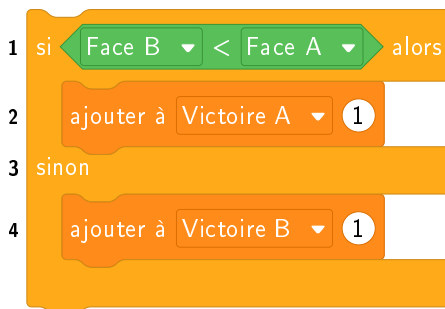 1 si Face B < Face A alors
2 ajouter à Victoire A 1
3 sinon
4 ajouter à Victoire B 1